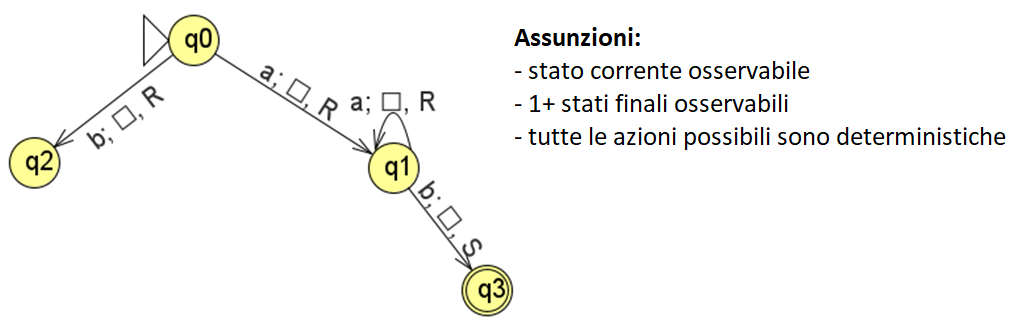 q0
Assunzioni:
- stato corrente osservabile
- 1+ stati finali osservabili
- tutte le azioni possibili sono deterministiche
a; □, R
a; □, R
b; □, R
q2
q1
b; □, S
q3